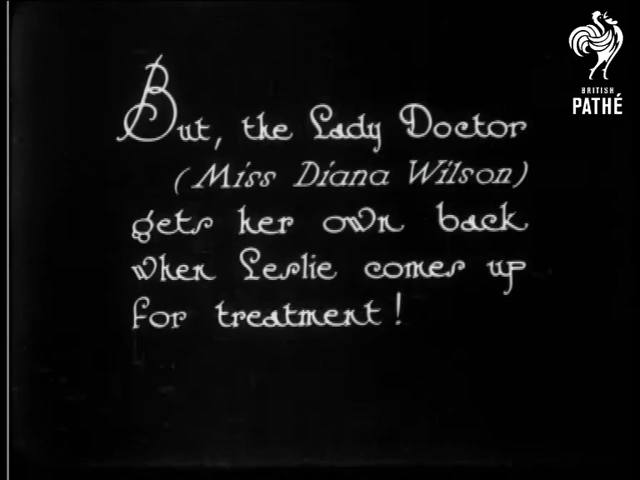 BRITISH
PATHÉ
But, the Lady Doctor
(Miss Diana Wilson)
gets her own back
when Leslie comes up
for treatment!